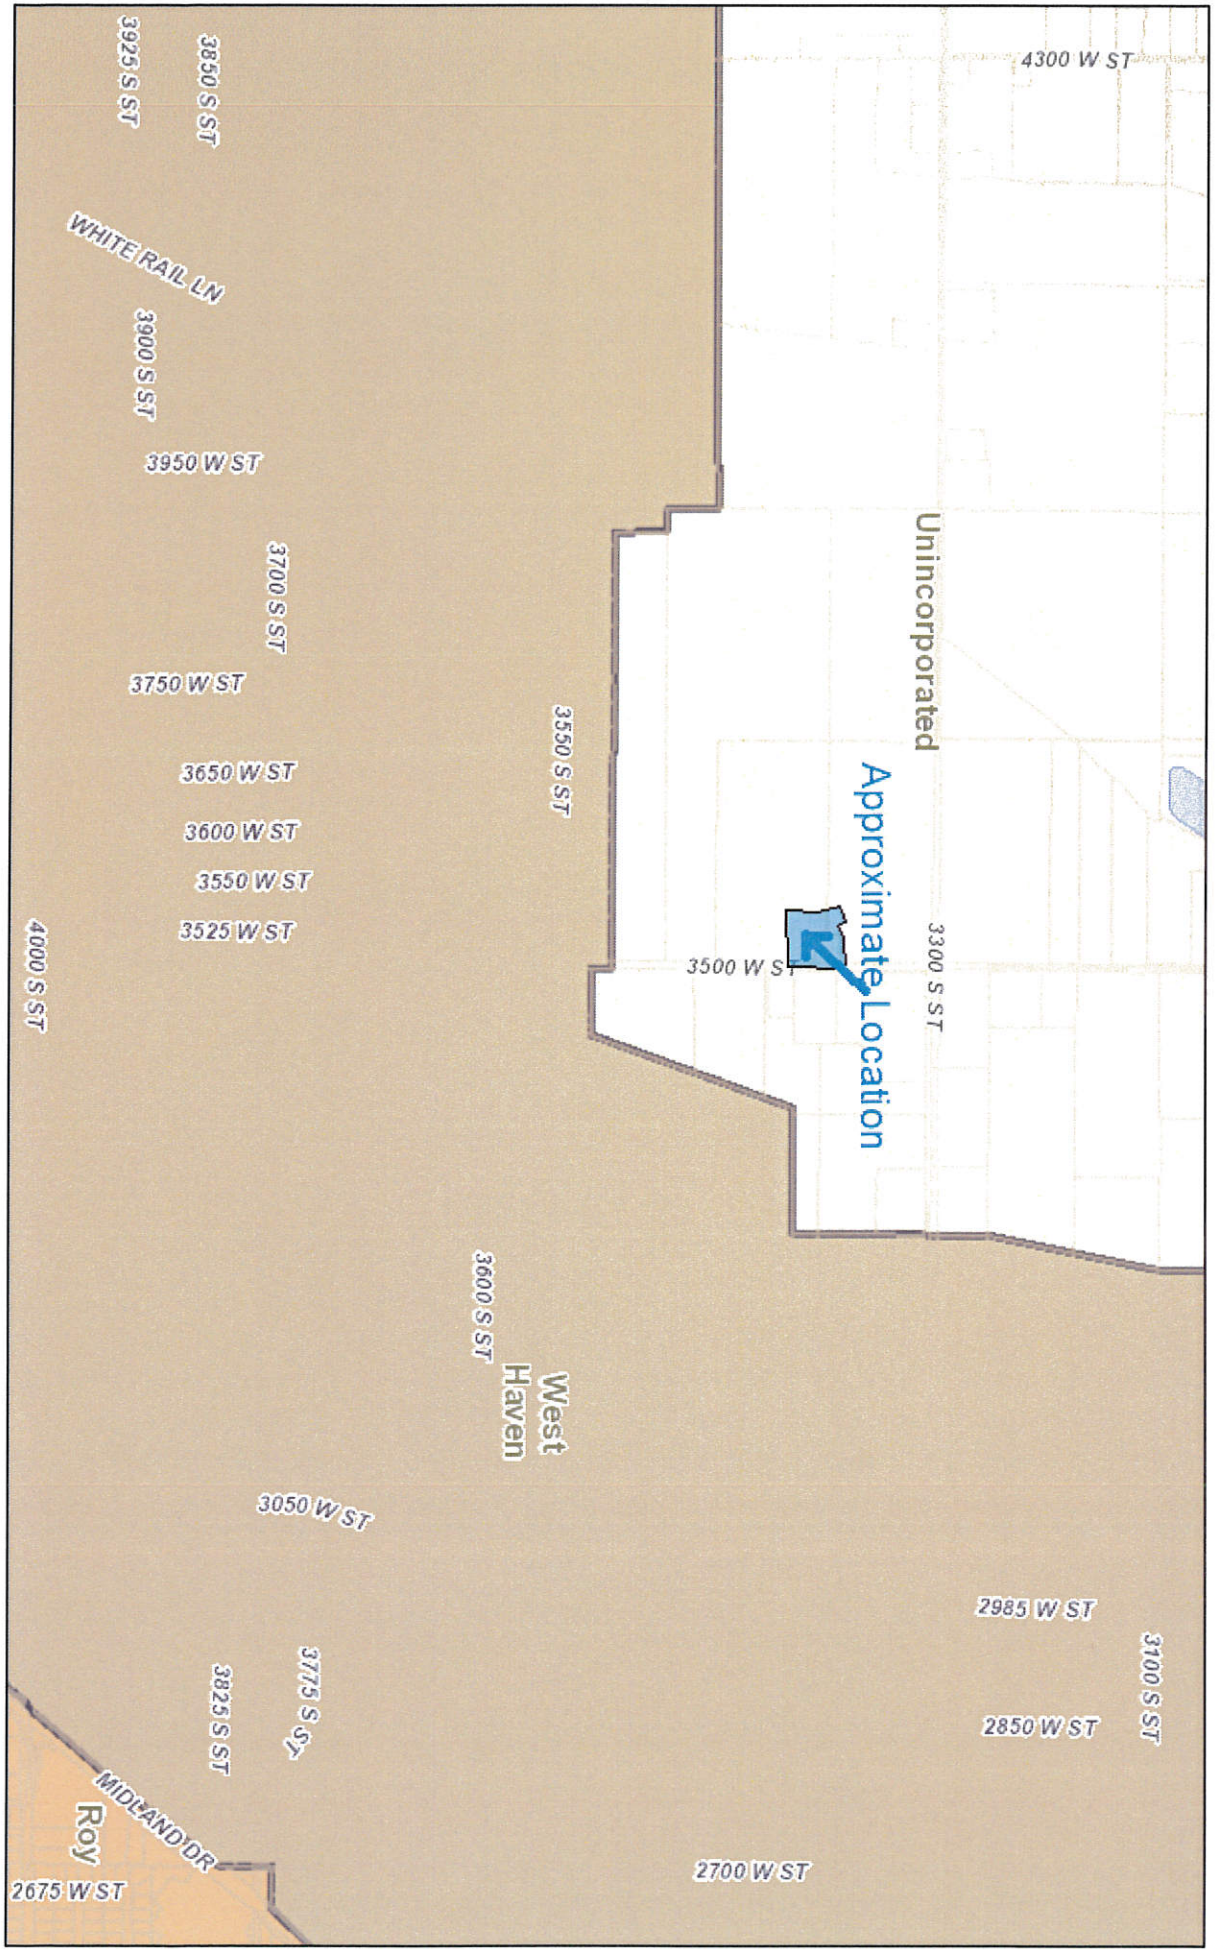 4300 W ST
3100 S ST
Unincorporated
3300 S ST
Approximate Location
3500 W ST
2985 W ST
2850 W ST
2700 W ST
3550 S ST
West
Haven
3600 S ST
3700 S ST
3775 S ST
3850 S ST
3825 S ST
3925 S ST
WHITE RAIL LN
3900 S ST
3950 W ST
3750 W ST
3650 W ST
3600 W ST
3550 W ST
3525 W ST
3050 W ST
4000 S ST
MIDLAND DR
Roy
2675 W ST